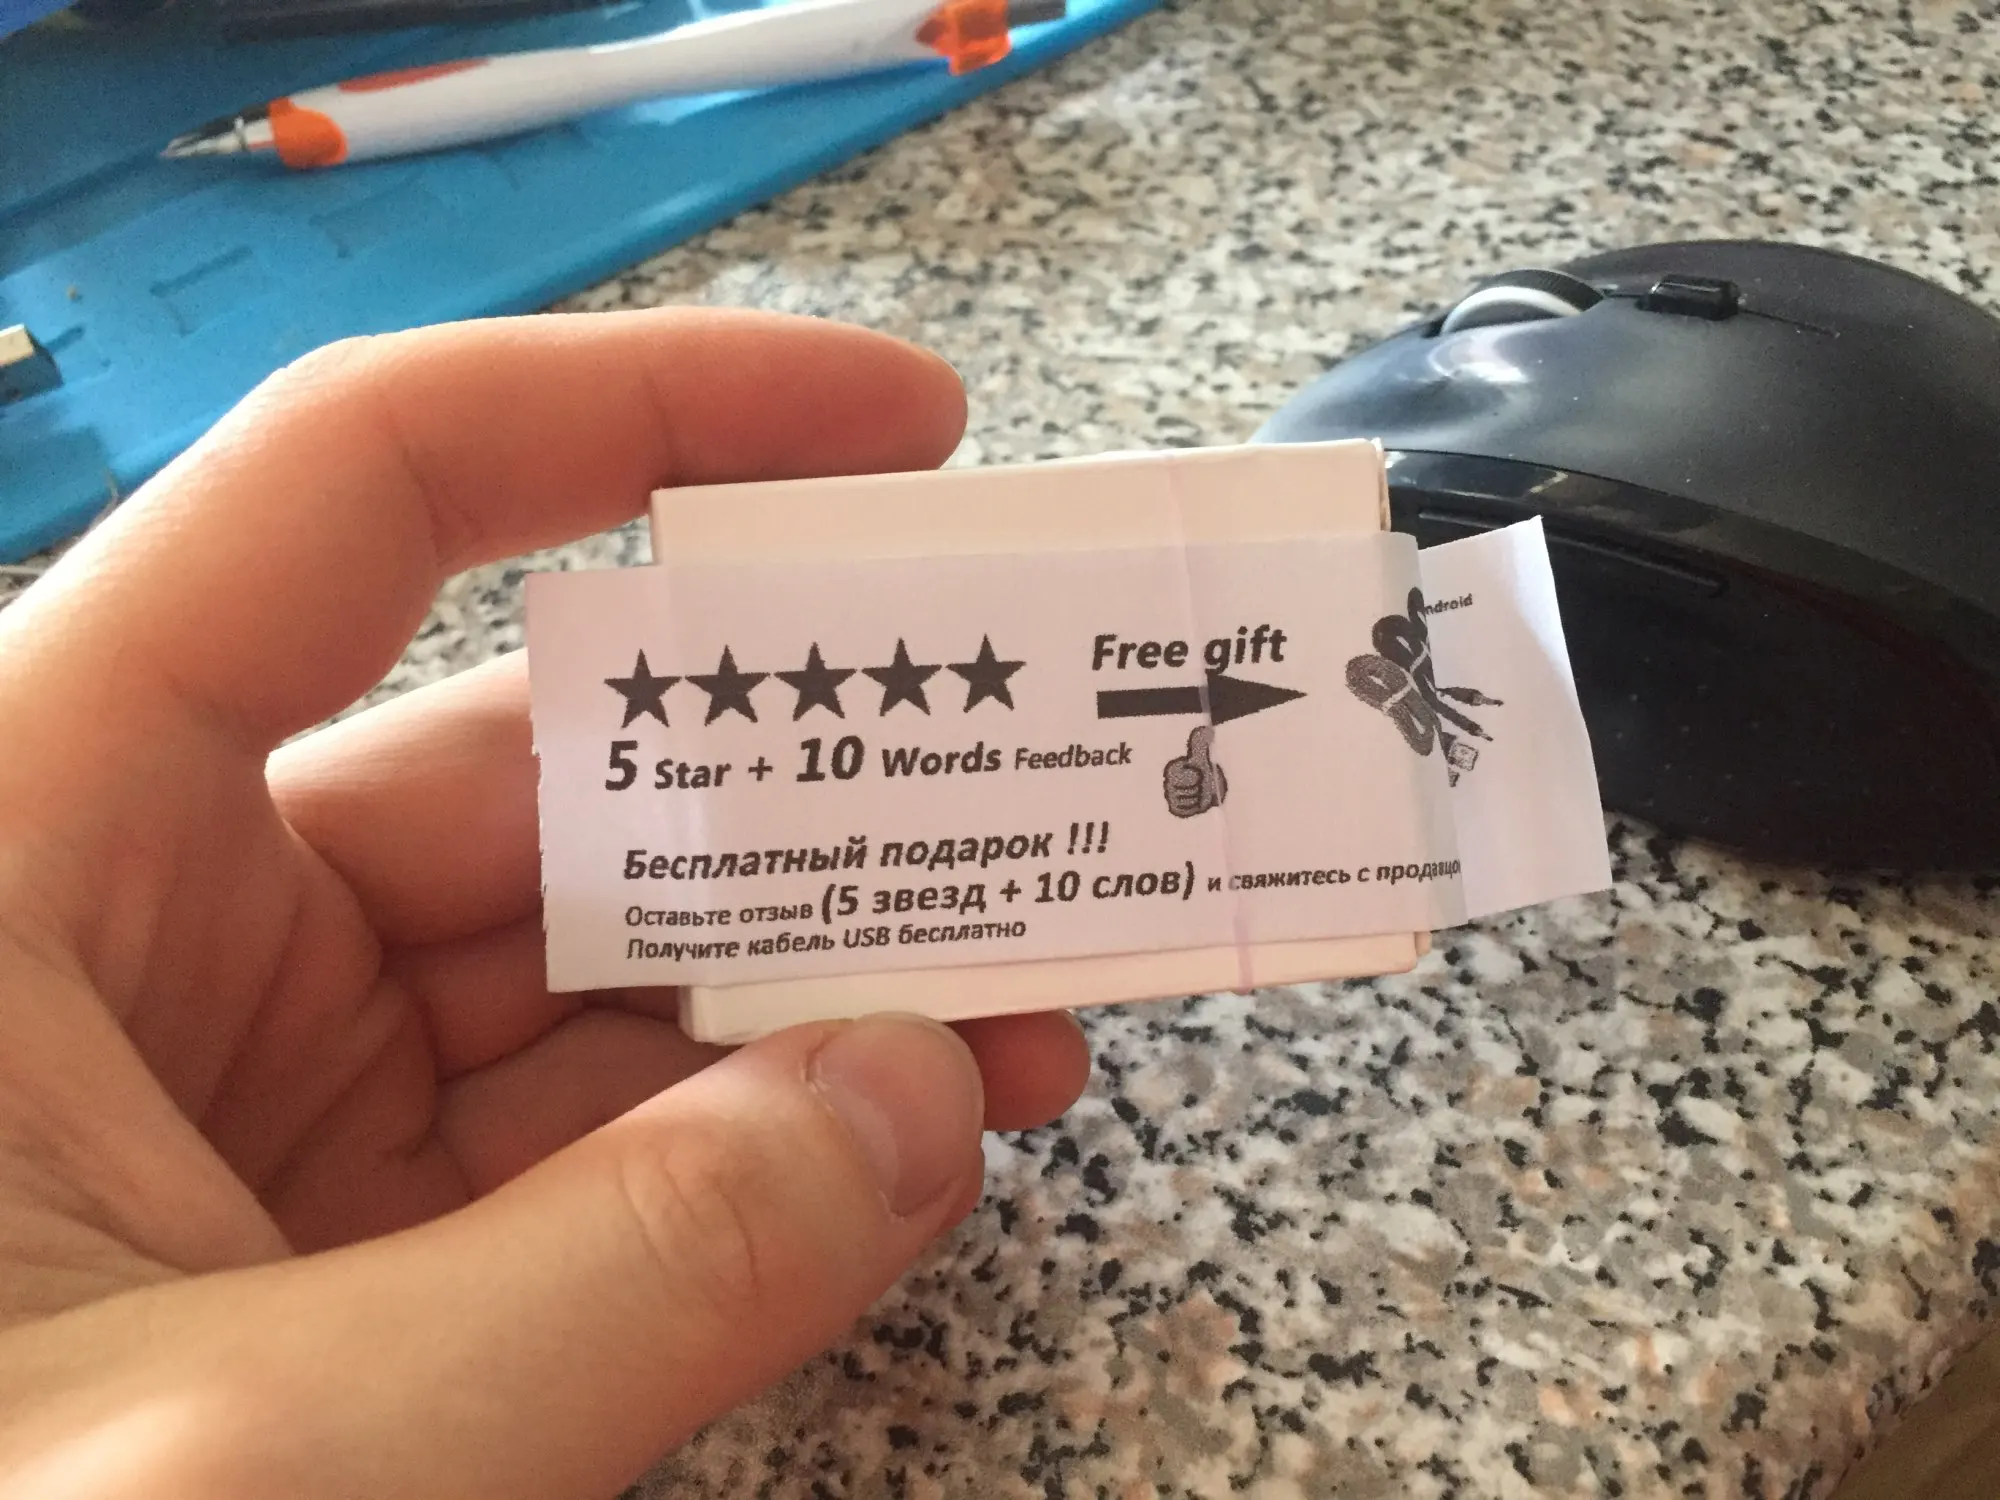 Free gift
ndroid
5 Star + 10 Words Feedback
Бесплатный подарок !!!
Оставьте отзыв (5 звезд + 10 слов) и свяжитесь с продавцо
Получите кабель USB бесплатно